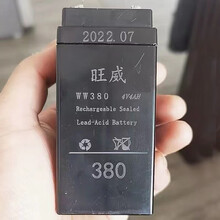 2022.07
旺威
WW380 4V4AH
Rechargeable Sealed
Lead-Acid Battery
380